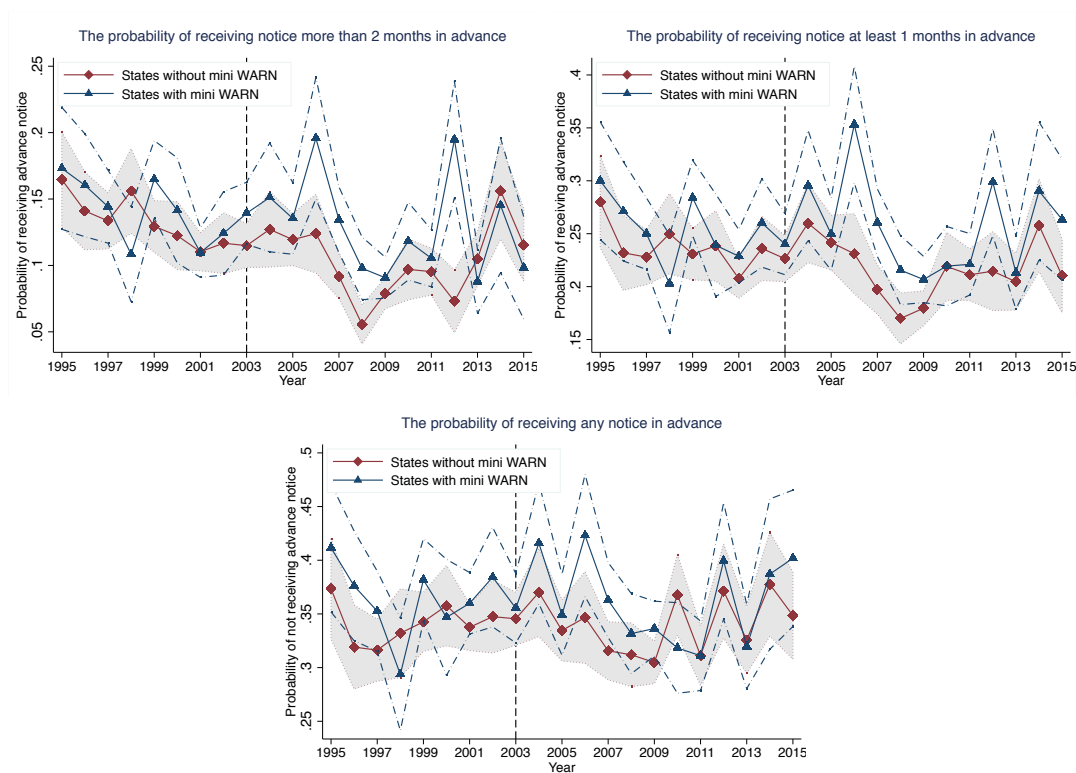 The probability of receiving notice more than 2 months in advance
States without mini WARN
States with mini WARN
Probability of receiving advance notice
.25
.2
.15
.1
.05
1995 1997 1999 2001 2003 2005 2007 2009 2011 2013 2015
Year
The probability of receiving notice at least 1 months in advance
States without mini WARN
States with mini WARN
Probability of receiving advance notice
.4
.35
.3
.25
.2
.15
1995 1997 1999 2001 2003 2005 2007 2009 2011 2013 2015
Year
The probability of receiving any notice in advance
States without mini WARN
States with mini WARN
Probability of not receiving advance notice
.5
.45
.4
.35
.3
.25
1995 1997 1999 2001 2003 2005 2007 2009 2011 2013 2015
Year